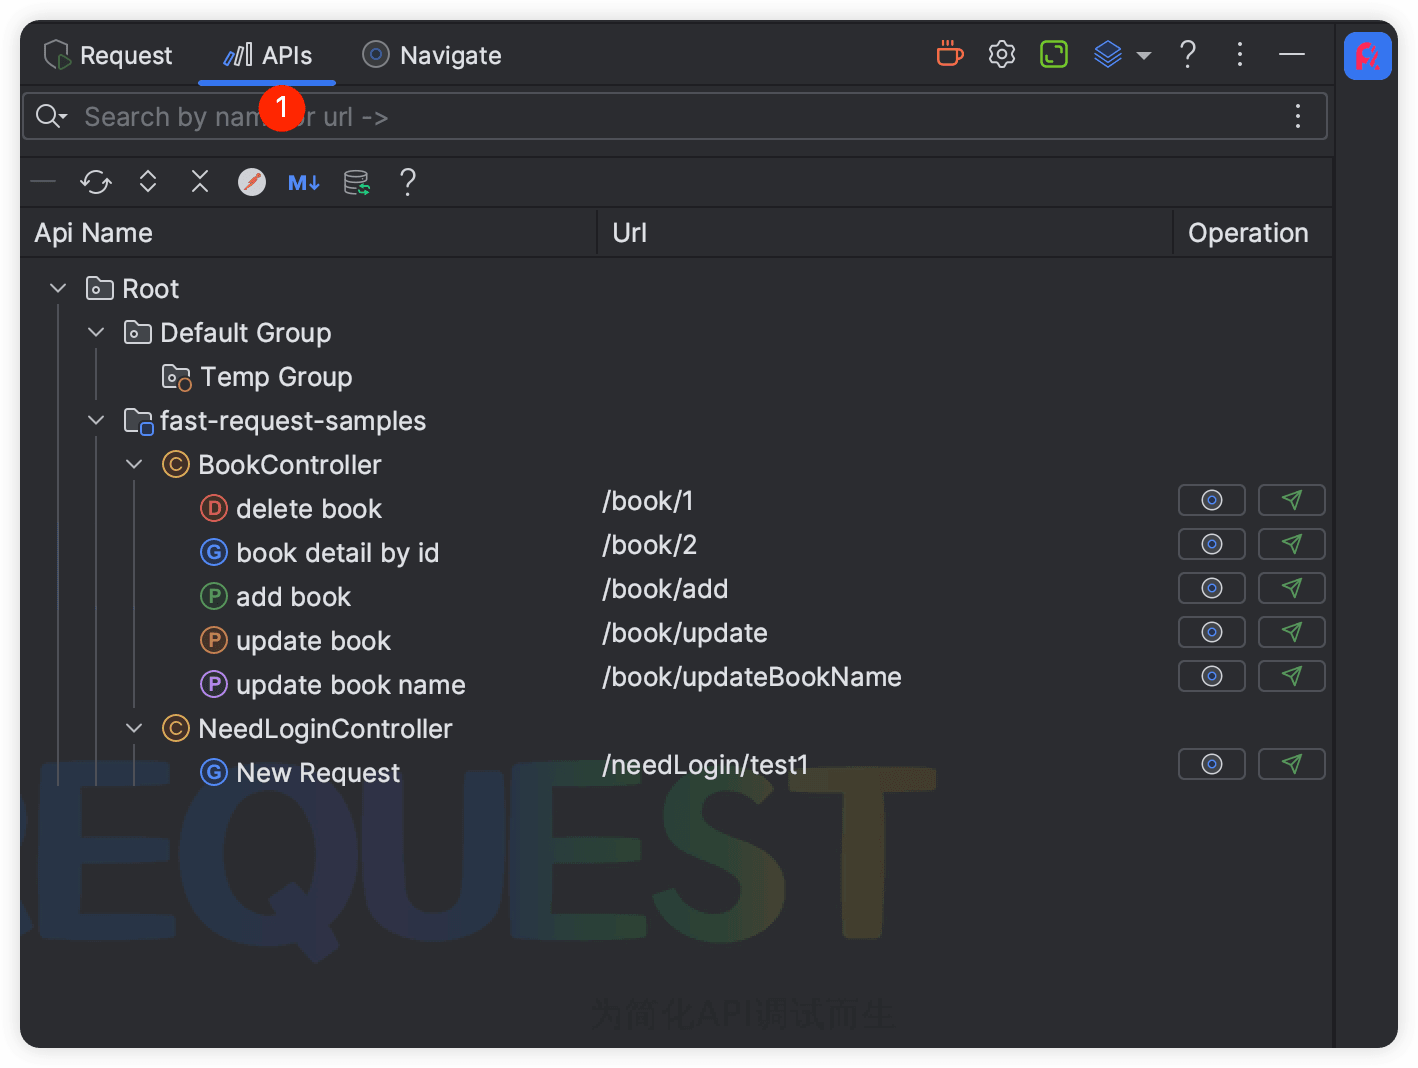 Request APIs Navigate
1
Search by nam r url ->
M↓
Api Name Url Operation
Root
Default Group
Temp Group
fast-request-samples
C BookController
D delete book /book/1
G book detail by id /book/2
P add book /book/add
P update book /book/update
P update book name /book/updateBookName
C NeedLoginController
G New Request /needLogin/test1
REQUEST
为简化API调试而生